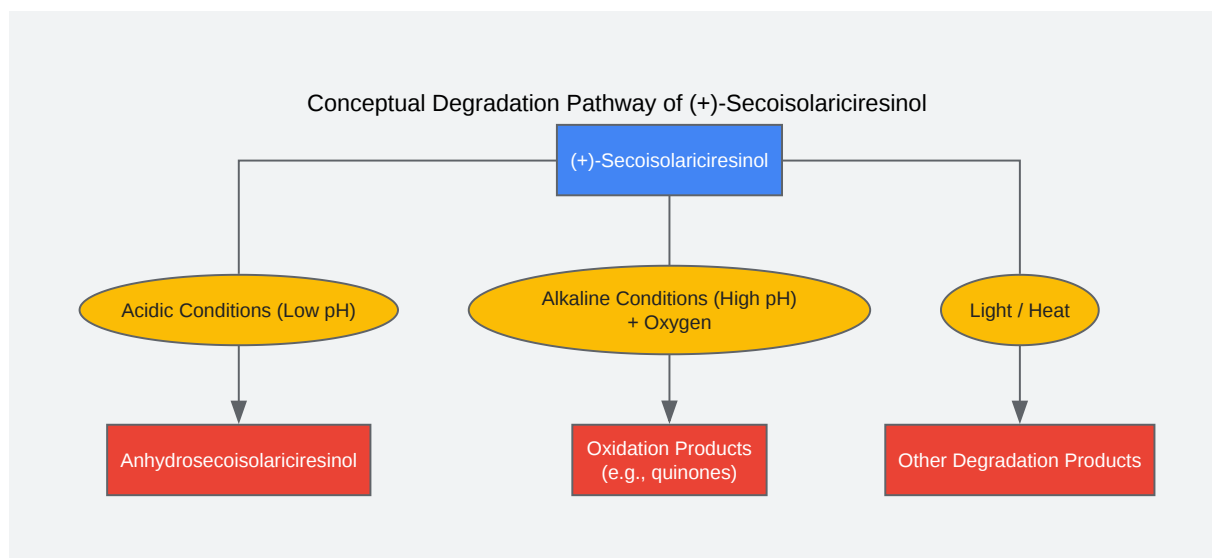 Conceptual Degradation Pathway of (+)-Secoisolariciresinol
(+)-Secoisolariciresinol
Acidic Conditions (Low pH)
Alkaline Conditions (High pH)
+ Oxygen
Light / Heat
Anhydrosecoisolariciresinol
Oxidation Products
(e.g., quinones)
Other Degradation Products